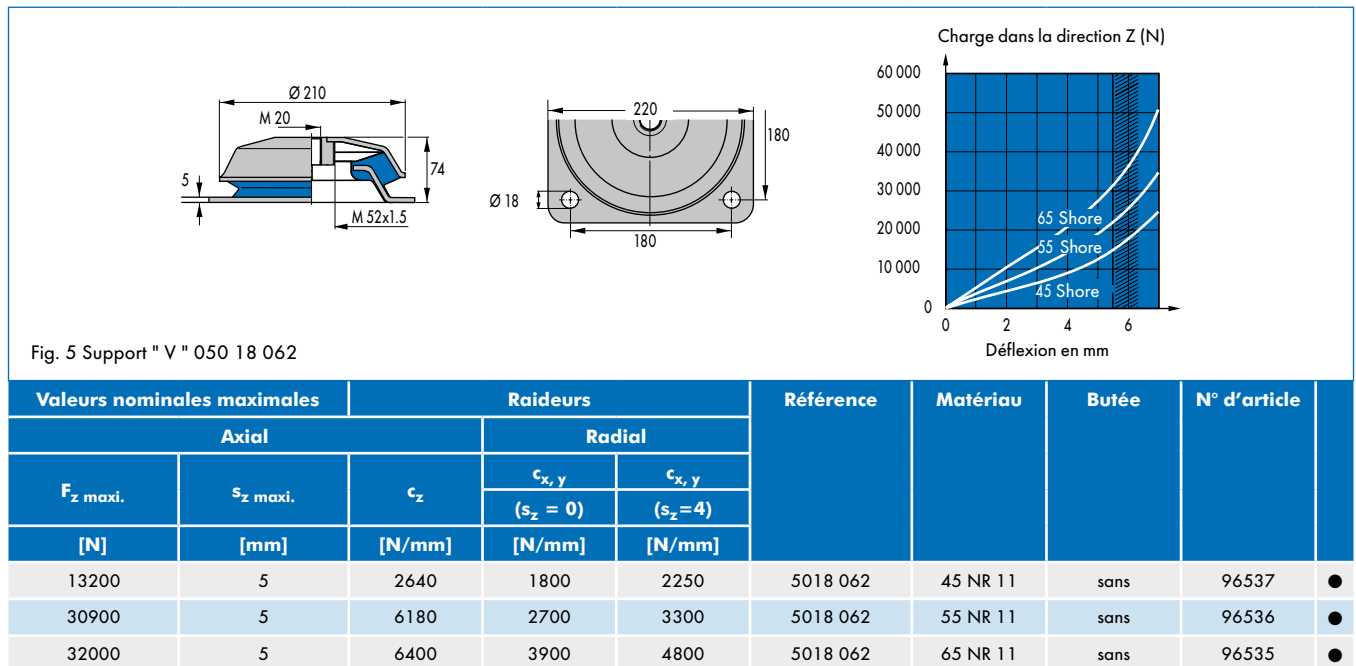 Charge dans la direction Z (N)
Ø 210
M 20
74
5
M 52x1.5
220
180
Ø 18
180
60 000
50 000
40 000
30 000
20 000
10 000
0
65 Shore
55 Shore
45 Shore
0 2 4 6
Déflexion en mm
Fig. 5 Support " V " 050 18 062
Valeurs nominales maximales Raideurs Référence Matériau Butée N° d'article
Axial Radial
Fz maxi. sz maxi. cz cx, y cx, y
(sz = 0) (sz=4)
[N] [mm] [N/mm] [N/mm] [N/mm]
13200 5 2640 1800 2250 5018 062 45 NR 11 sans 96537 ●
30900 5 6180 2700 3300 5018 062 55 NR 11 sans 96536 ●
32000 5 6400 3900 4800 5018 062 65 NR 11 sans 96535 ●